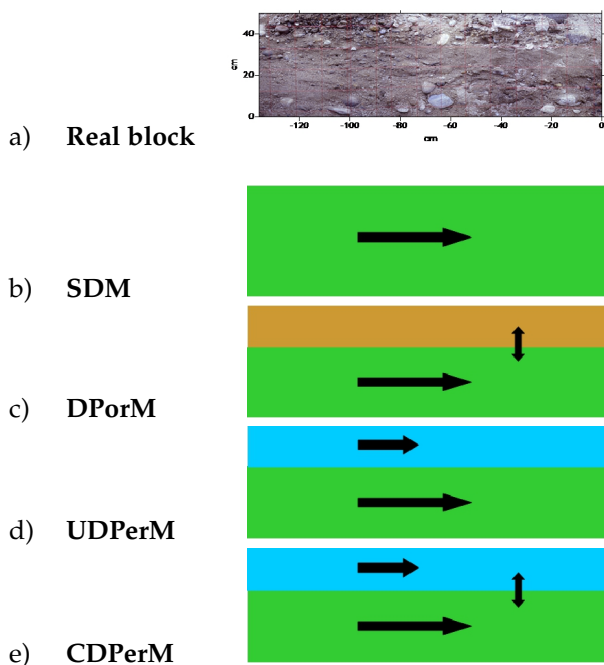 40
20
0
cm
-120 -100 -80 -60 -40 -20 0
cm
a) Real block
b) SDM
c) DPorM
d) UDPerM
e) CDPerM